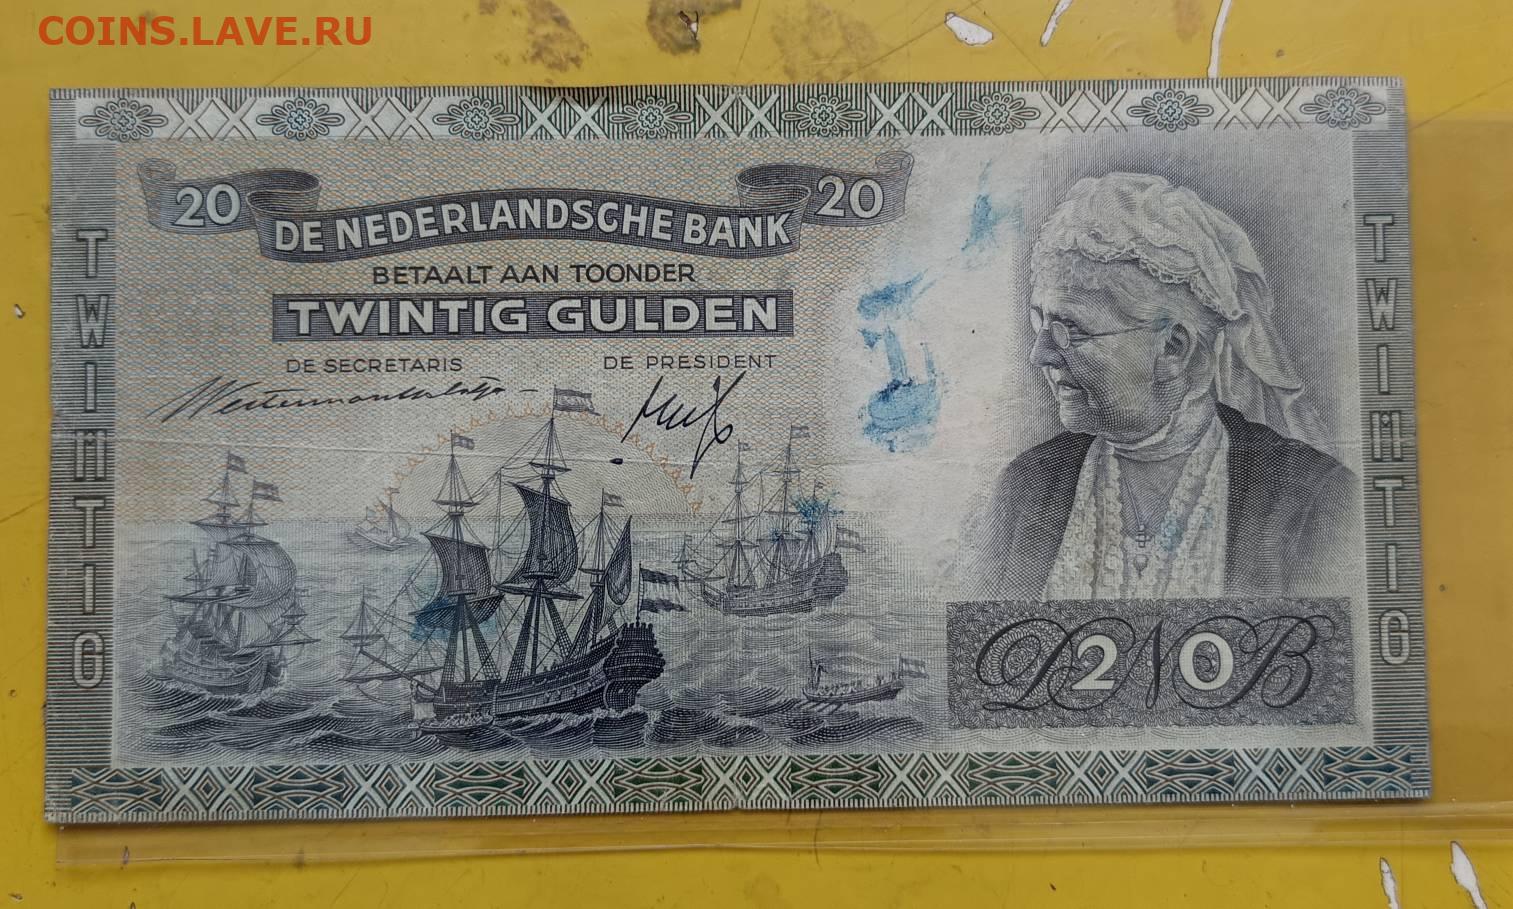 COINS.LAVE.RU
20
20
DE NEDERLANDSCHE BANK
BETAALT AAN TOONDER
TWINTIG GULDEN
DE SECRETARIS
DE PRESIDENT
TWINTIG
TWINTIG
DNB
20